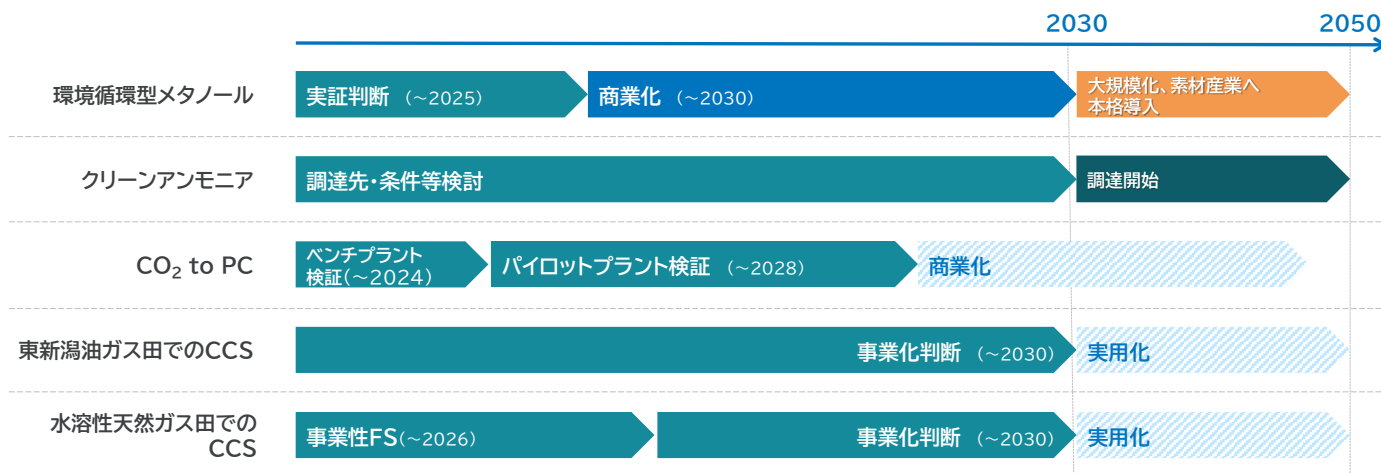 2030
2050
環境循環型メタノール
実証判断 (~2025)
商業化 (~2030)
大規模化、素材産業へ
本格導入
クリーンアンモニア
調達先・条件等検討
調達開始
CO₂ to PC
ベンチプラント
検証(~2024)
パイロットプラント検証 (~2028)
商業化
東新潟油ガス田でのCCS
事業化判断 (~2030)
実用化
水溶性天然ガス田での
CCS
事業性FS(~2026)
事業化判断 (~2030)
実用化